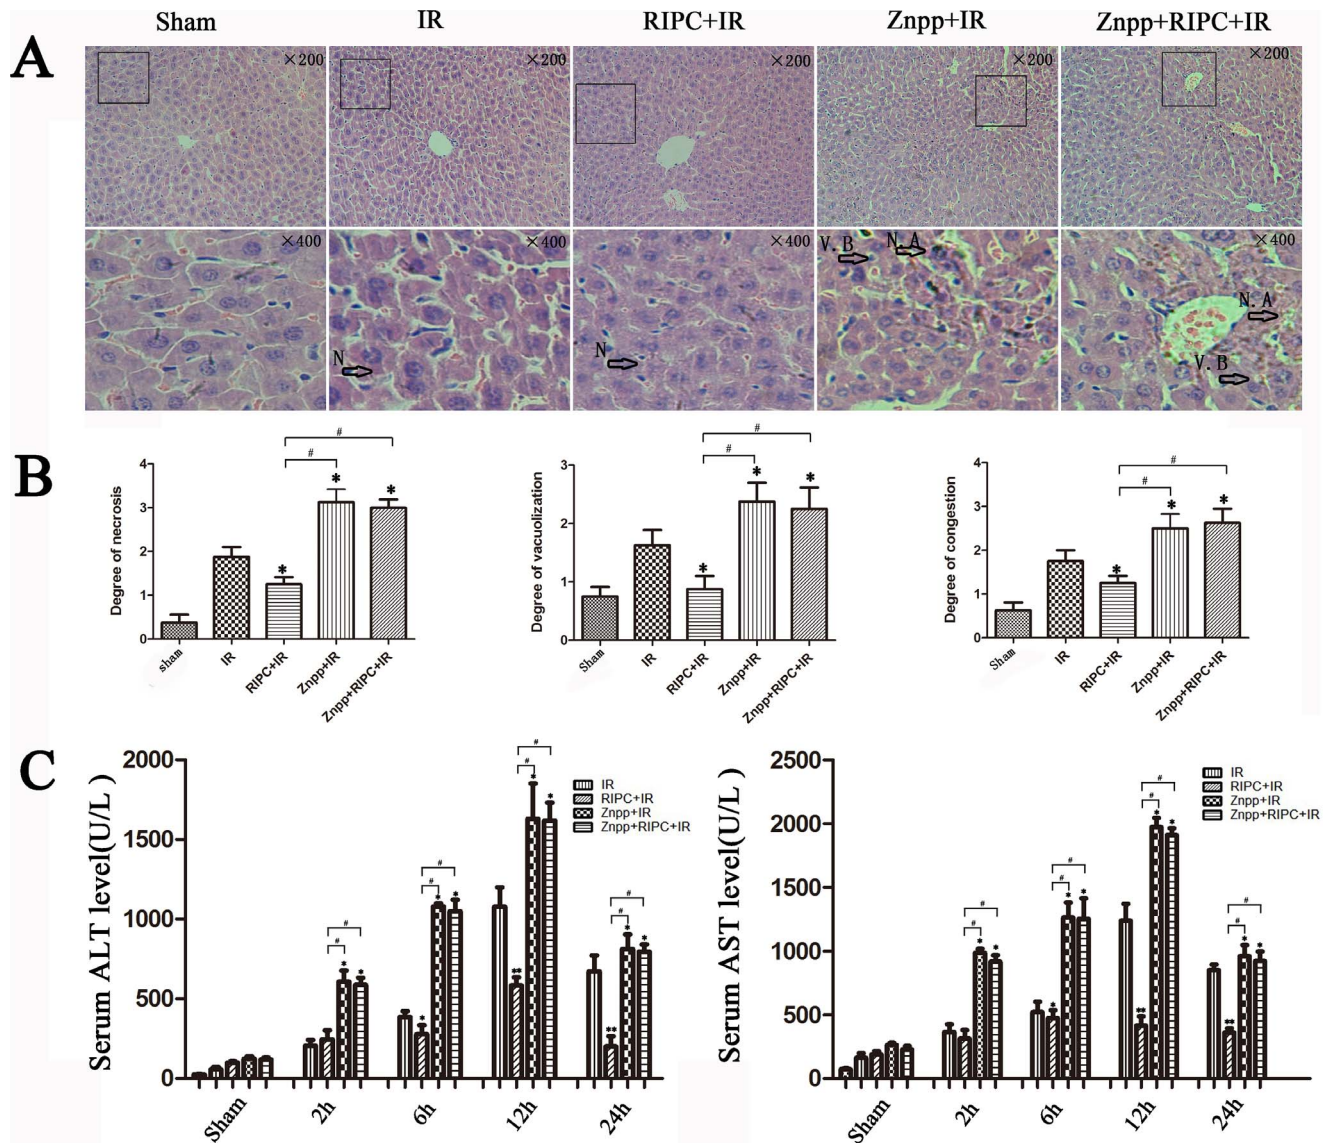 Sham IR RIPC+IR Znpp+IR Znpp+RIPC+IR
A
×200 ×200 ×200 ×200 ×200
×400 ×400 ×400 ×400
N N V.B N.A N.A
V.B
B
Degree of necrosis
4
3
2
1
0
# #
* * *
sham IR RIPC+IR Znpp+IR Znpp+RIPC+IR
Degree of vacuolization
3
2
1
0
# #
* * *
Sham IR RIPC+IR Znpp+IR Znpp+RIPC+IR
Degree of congestion
4
3
2
1
0
# #
* * *
Sham IR RIPC+IR Znpp+IR Znpp+RIPC+IR
C
Serum ALT level(U/L )
2000
1500
1000
500
0
IR
RIPC+IR
Znpp+IR
Znpp+RIPC+IR
# # * *
# # * * *
# # ** * *
# # ** * *
Sham 2h 6h 12h 24h
Serum AST level(U/L )
2500
2000
1500
1000
500
0
IR
RIPC+IR
Znpp+IR
Znpp+RIPC+IR
# # * *
# # * * *
# # ** * *
# # ** * *
Sham 2h 6h 12h 24h